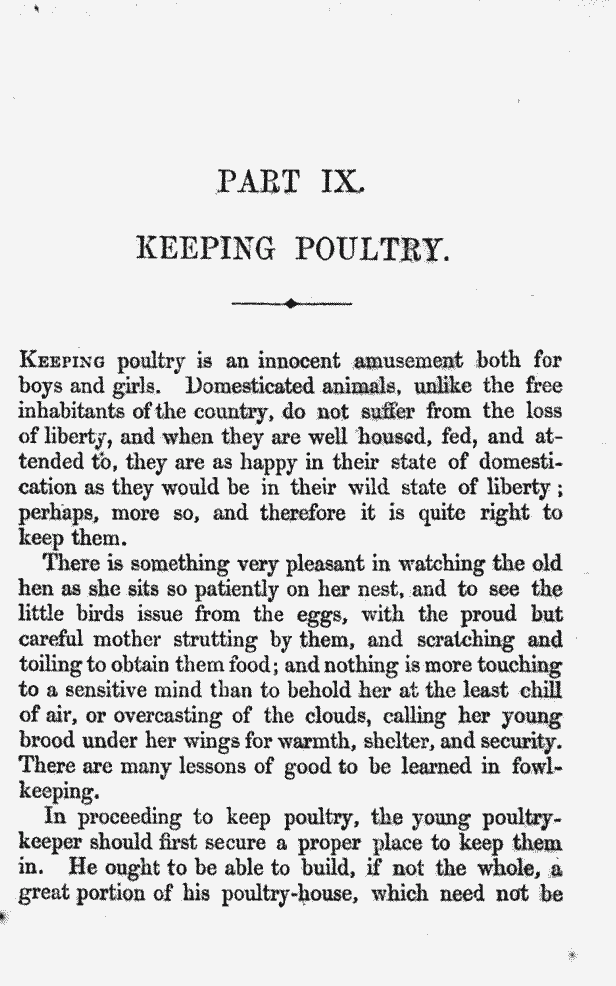 PART IX.
KEEPING POULTRY.
KEEPING poultry is an innocent amusement both for
boys and girls. Domesticated animals, unlike the free
inhabitants of the country, do not suffer from the loss
of liberty, and when they are well housed, fed, and at-
tended to, they are as happy in their state of domesti-
cation as they would be in their wild state of liberty;
perhaps, more so, and therefore it is quite right to
keep them.
There is something very pleasant in watching the old
hen as she sits so patiently on her nest, and to see the
little birds issue from the eggs, with the proud but
careful mother strutting by them, and scratching and
toiling to obtain them food; and nothing is more touching
to a sensitive mind than to behold her at the least chill
of air, or overcasting of the clouds, calling her young
brood under her wings for warmth, shelter, and security.
There are many lessons of good to be learned in fowl-
keeping.
In proceeding to keep poultry, the young poultry-
keeper should first secure a proper place to keep them
in. He ought to be able to build, if not the whole, a
great portion of his poultry-house, which need not be